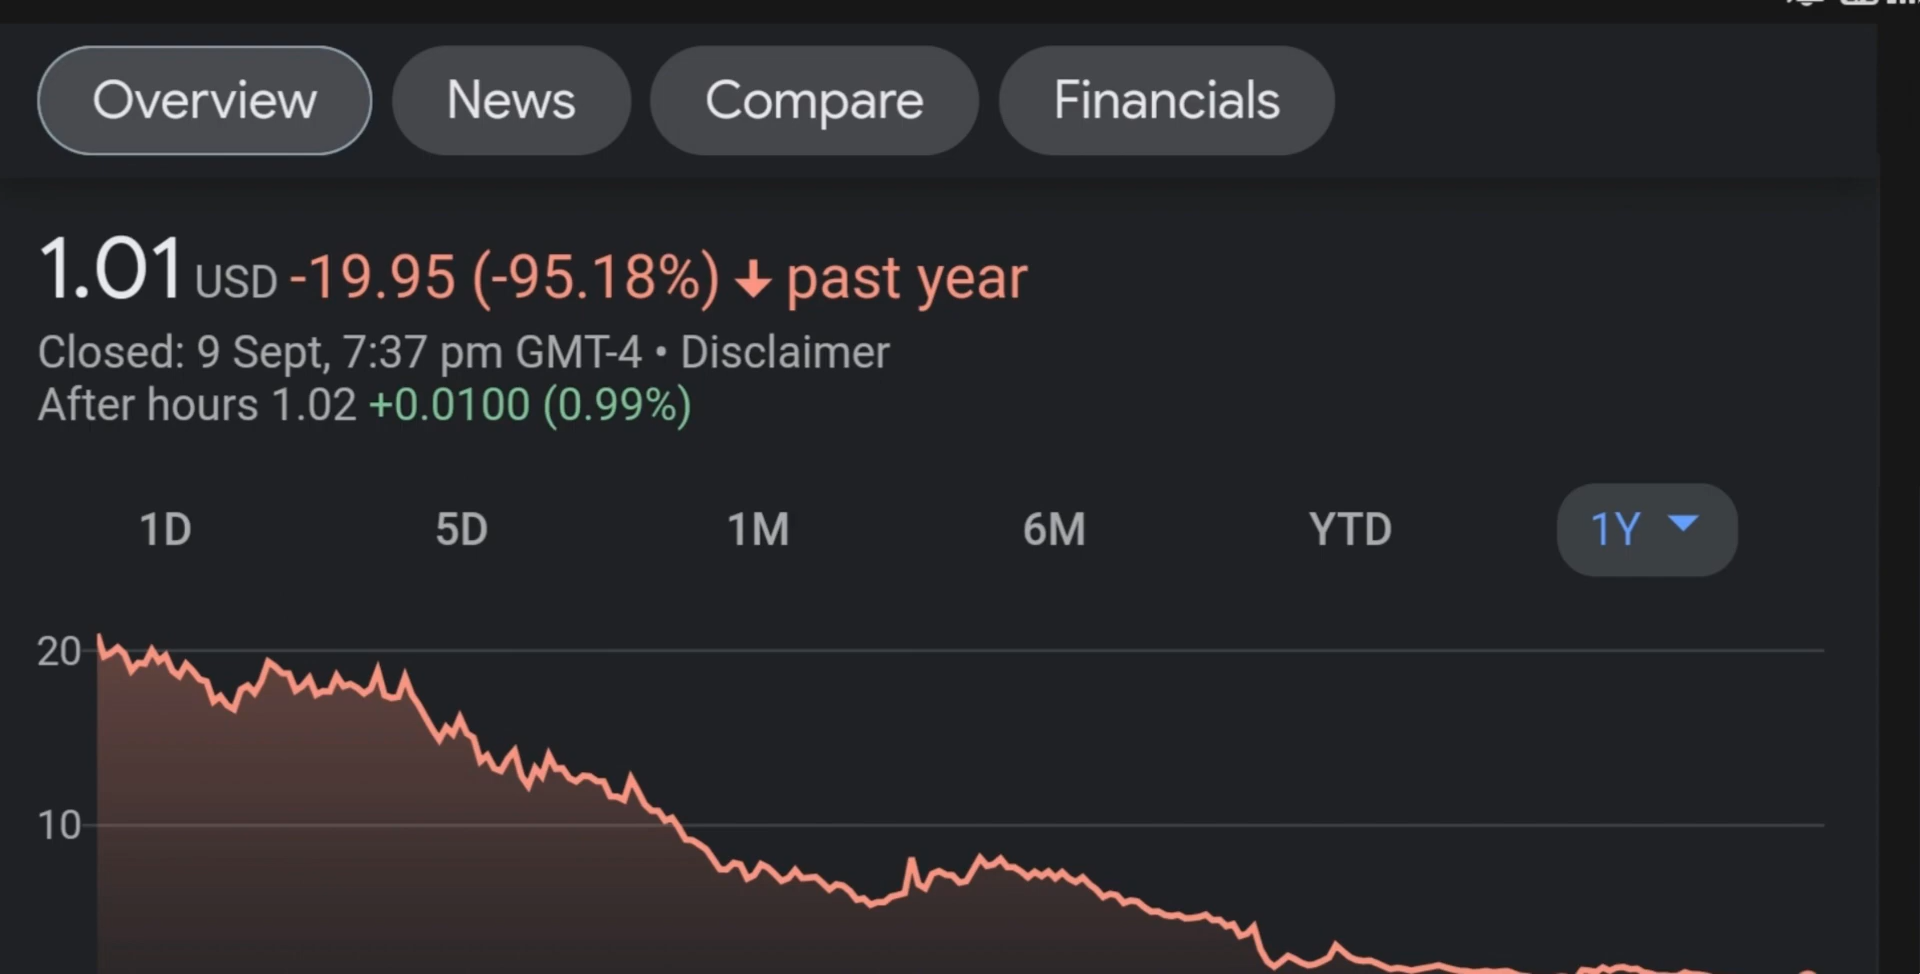 Overview News Compare Financials
1.01 USD -19.95 (-95.18%) ↓ past year
Closed: 9 Sept, 7:37 pm GMT-4 • Disclaimer
After hours 1.02 +0.0100 (0.99%)
1D 5D 1M 6M YTD 1Y
20
10